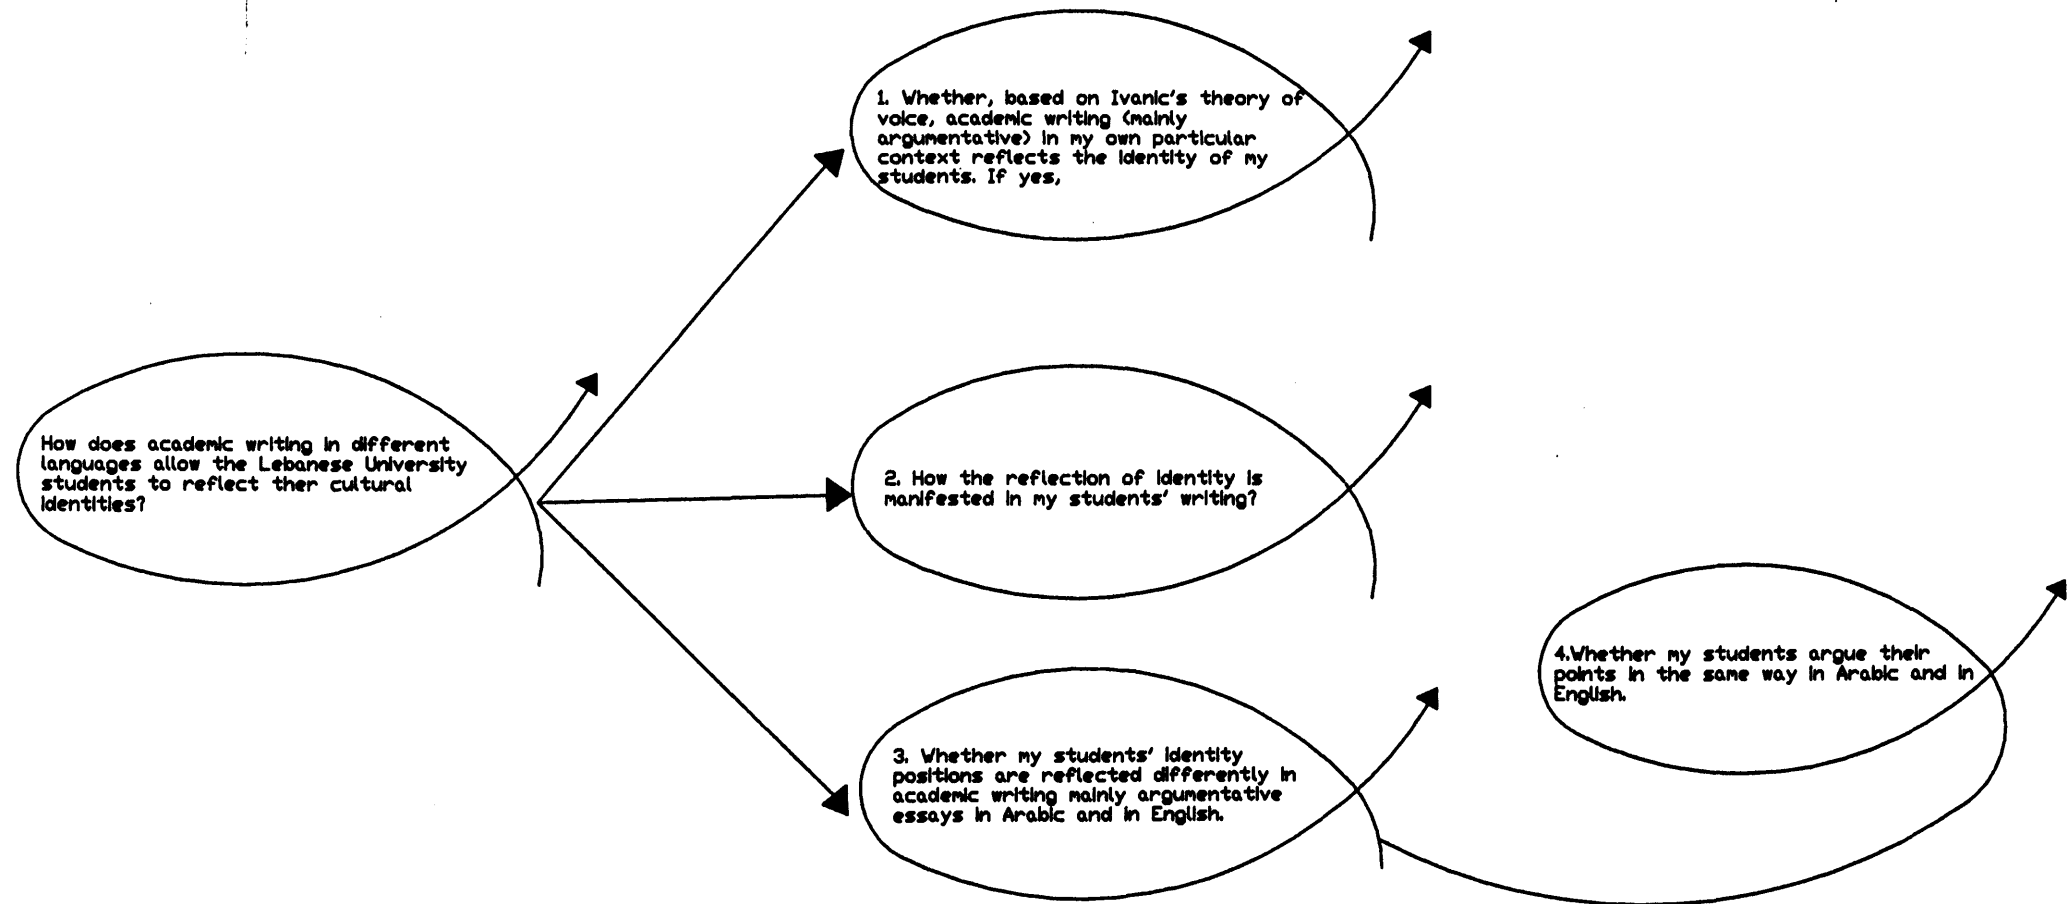 How does academic writing in different
languages allow the Lebanese University
students to reflect ther cultural
identities?
1. Whether, based on Ivanic's theory of
voice, academic writing (mainly
argumentative) in my own particular
context reflects the identity of my
students. If yes,
2. How the reflection of identity is
manifested in my students' writing?
3. Whether my students' identity
positions are reflected differently in
academic writing mainly argumentative
essays in Arabic and in English.
4.Whether my students argue their
points in the same way in Arabic and in
English.